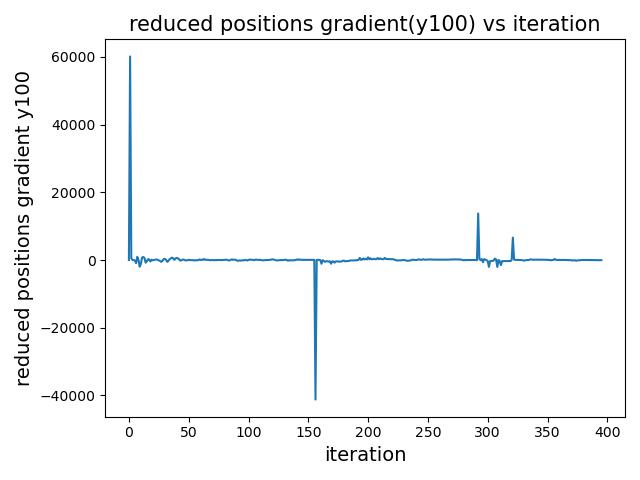 reduced positions gradient(y100) vs iteration
reduced positions gradient y100
60000
40000
20000
0
−20000
−40000
0 50 100 150 200 250 300 350 400
iteration